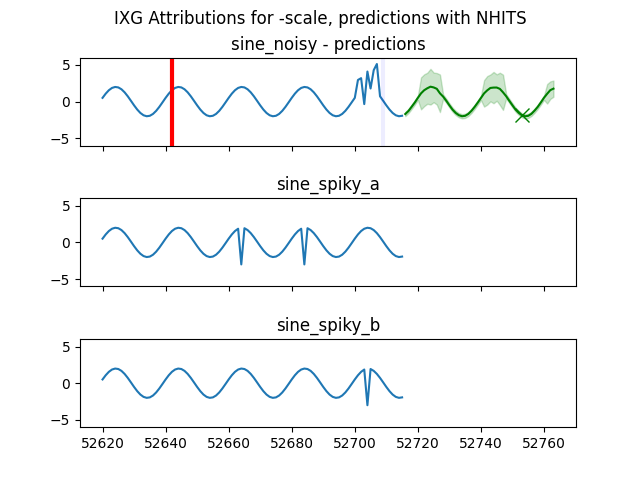 IXG Attributions for -scale, predictions with NHITS
sine_noisy - predictions
5
0
−5
sine_spiky_a
5
0
−5
sine_spiky_b
5
0
−5
52620 52640 52660 52680 52700 52720 52740 52760